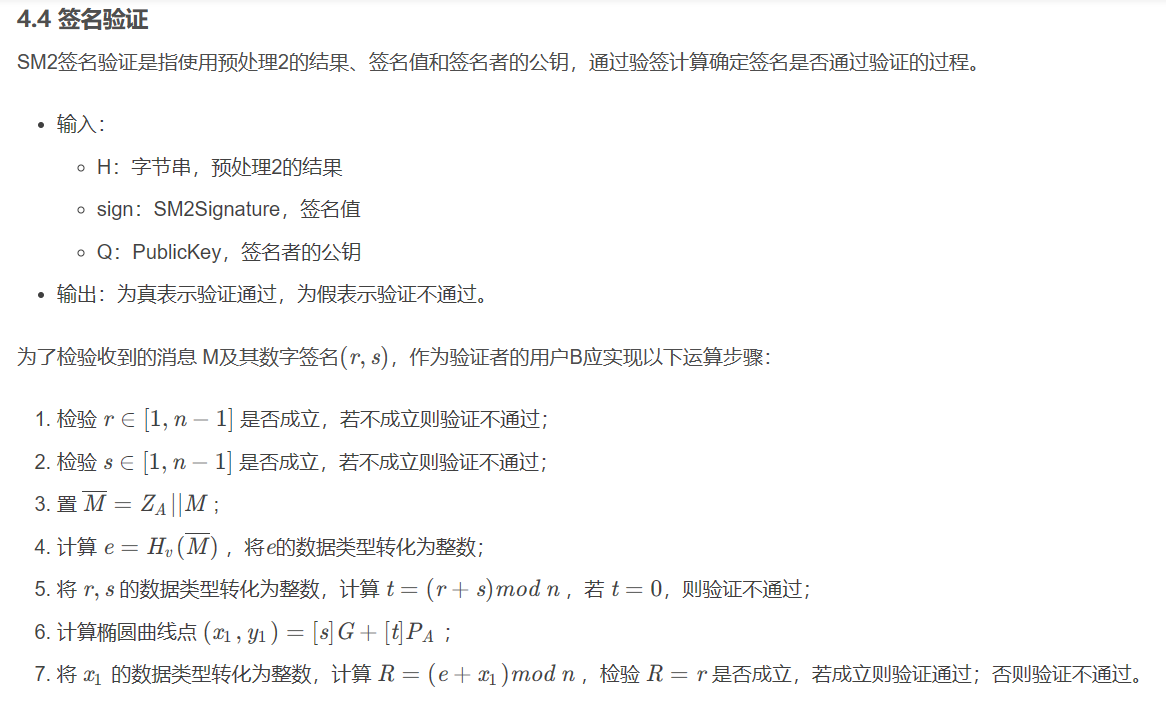 4.4 签名验证
SM2签名验证是指使用预处理2的结果、签名值和签名者的公钥，通过验签计算确定签名是否通过验证的过程。
• 输入：
◦ H：字节串，预处理2的结果
◦ sign：SM2Signature，签名值
◦ Q：PublicKey，签名者的公钥
• 输出：为真表示验证通过，为假表示验证不通过。
为了检验收到的消息 M及其数字签名(r, s)，作为验证者的用户B应实现以下运算步骤：
1. 检验 r ∈ [1, n − 1] 是否成立，若不成立则验证不通过；
2. 检验 s ∈ [1, n − 1] 是否成立，若不成立则验证不通过；
3. 置 M̅ = Z_A||M ；
4. 计算 e = H_v(M̅) ，将e的数据类型转化为整数；
5. 将 r, s 的数据类型转化为整数，计算 t = (r + s)mod n ，若 t = 0，则验证不通过；
6. 计算椭圆曲线点 (x₁, y₁) = [s]G + [t]P_A ；
7. 将 x₁ 的数据类型转化为整数，计算 R = (e + x₁)mod n ，检验 R = r 是否成立，若成立则验证通过；否则验证不通过。